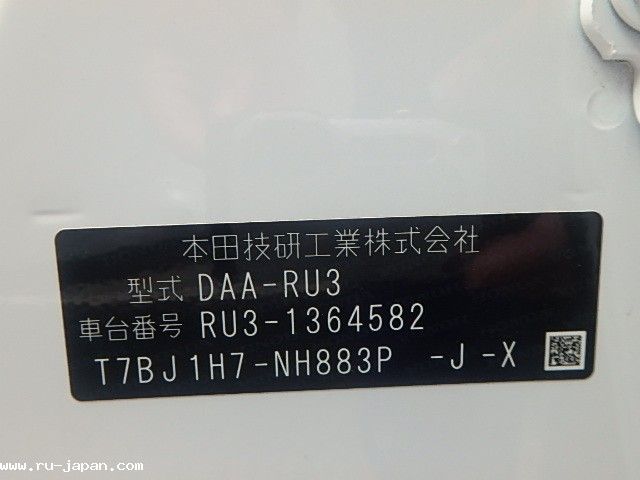 本田技研工業株式会社
型式 DAA-RU3
車台番号 RU3-1364582
T7BJ1H7-NH883P -J -X
www.ru-japan.com